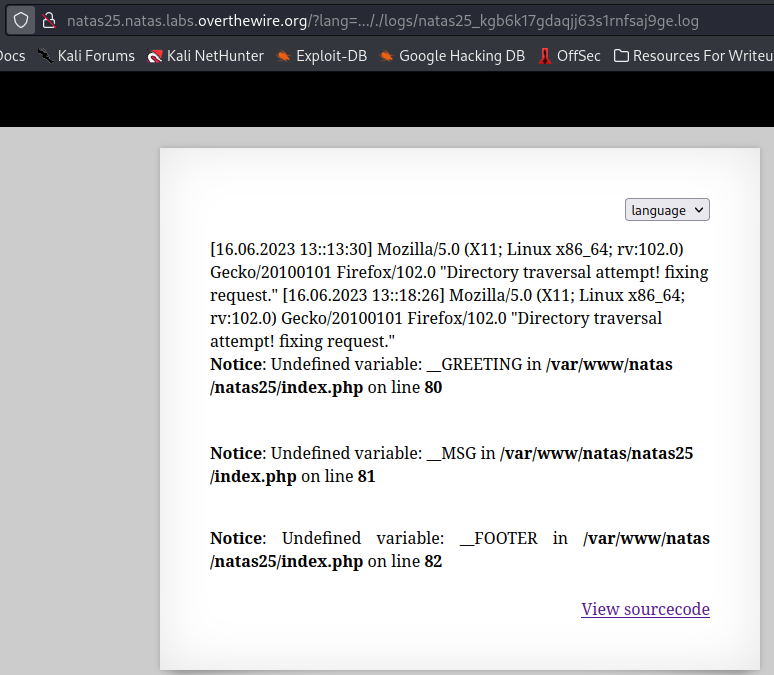 natas25.natas.labs.overthewire.org/?lang=..././logs/natas25_kgb6k17gdaqjj63s1rnfsaj9ge.log
Docs Kali Forums Kali NetHunter Exploit-DB Google Hacking DB OffSec Resources For Writeu
language
[16.06.2023 13::13:30] Mozilla/5.0 (X11; Linux x86_64; rv:102.0)
Gecko/20100101 Firefox/102.0 "Directory traversal attempt! fixing
request." [16.06.2023 13::18:26] Mozilla/5.0 (X11; Linux x86_64;
rv:102.0) Gecko/20100101 Firefox/102.0 "Directory traversal
attempt! fixing request."
Notice: Undefined variable: __GREETING in /var/www/natas
/natas25/index.php on line 80
Notice: Undefined variable: __MSG in /var/www/natas/natas25
/index.php on line 81
Notice: Undefined variable: __FOOTER in /var/www/natas
/natas25/index.php on line 82
View sourcecode